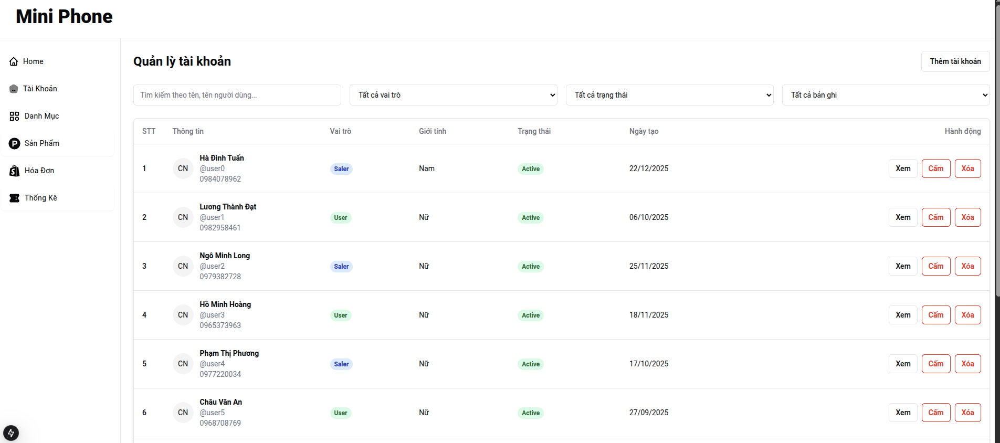 Mini Phone
Home
Tài Khoản
Danh Mục
Sản Phẩm
Hóa Đơn
Thống Kê
Quản lý tài khoản
Thêm tài khoản
Tìm kiếm theo tên, tên người dùng...
Tất cả vai trò
Tất cả trạng thái
Tất cả bản ghi
STT Thông tin Vai trò Giới tính Trạng thái Ngày tạo Hành động
Hà Đình Tuấn
1 CN @user0 Saler Nam Active 22/12/2025 Xem Cấm Xóa
0984078962
Lương Thành Đạt
2 CN @user1 User Nữ Active 06/10/2025 Xem Cấm Xóa
0982958461
Ngô Minh Long
3 CN @user2 Saler Nữ Active 25/11/2025 Xem Cấm Xóa
0979382728
Hồ Minh Hoàng
4 CN @user3 User Nữ Active 18/11/2025 Xem Cấm Xóa
0965373963
Phạm Thị Phương
5 CN @user4 Saler Nữ Active 17/10/2025 Xem Cấm Xóa
0977220034
Châu Văn An
6 CN @user5 User Nữ Active 27/09/2025 Xem Cấm Xóa
0968708769